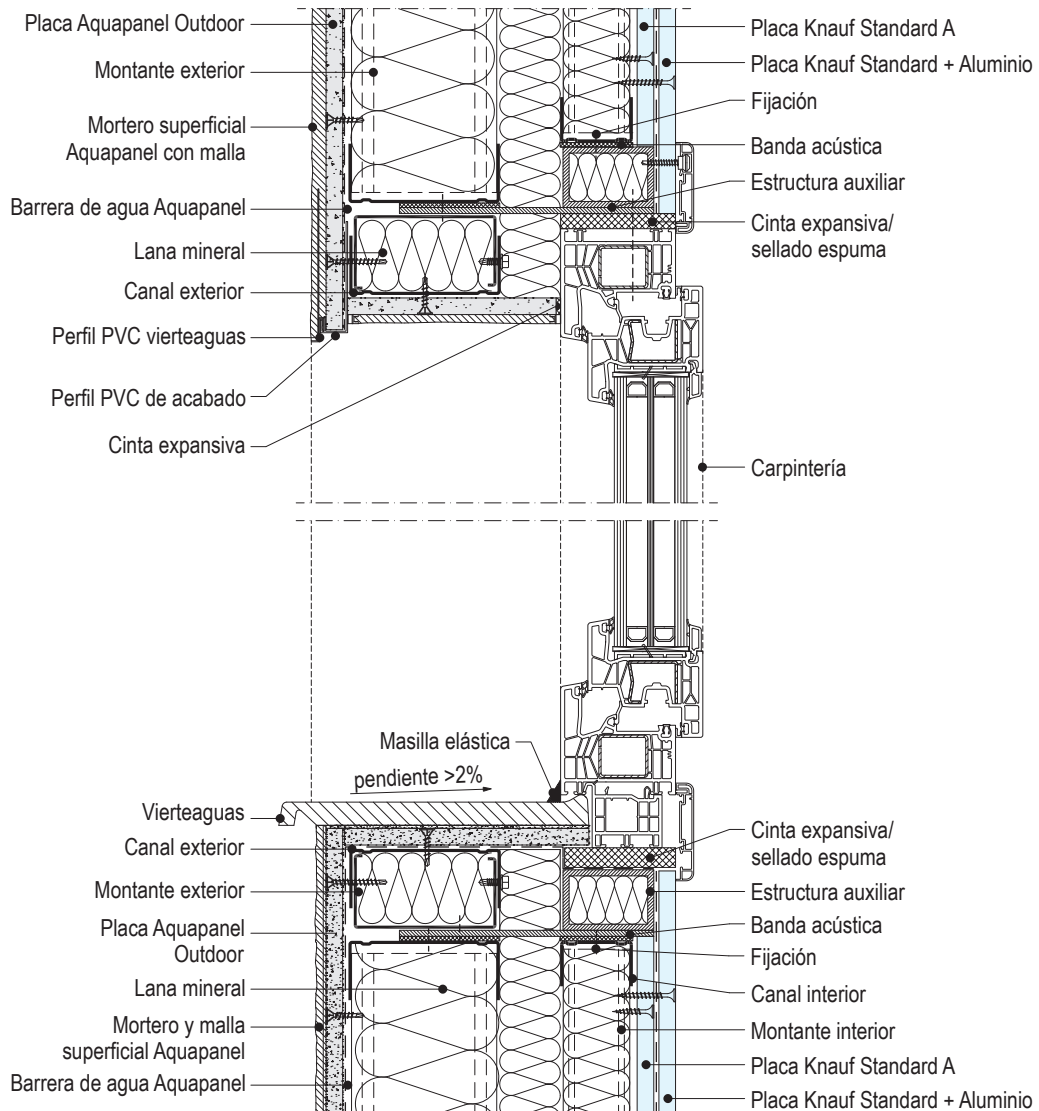 Placa Aquapanel Outdoor
Montante exterior
Mortero superficial
Aquapanel con malla
Barrera de agua Aquapanel
Lana mineral
Canal exterior
Perfil PVC vierteaguas
Perfil PVC de acabado
Cinta expansiva
Placa Knauf Standard A
Placa Knauf Standard + Aluminio
Fijación
Banda acústica
Estructura auxiliar
Cinta expansiva/
sellado espuma
Carpintería
Masilla elástica
pendiente >2%
Vierteaguas
Canal exterior
Montante exterior
Placa Aquapanel
Outdoor
Lana mineral
Mortero y malla
superficial Aquapanel
Barrera de agua Aquapanel
Cinta expansiva/
sellado espuma
Estructura auxiliar
Banda acústica
Fijación
Canal interior
Montante interior
Placa Knauf Standard A
Placa Knauf Standard + Aluminio